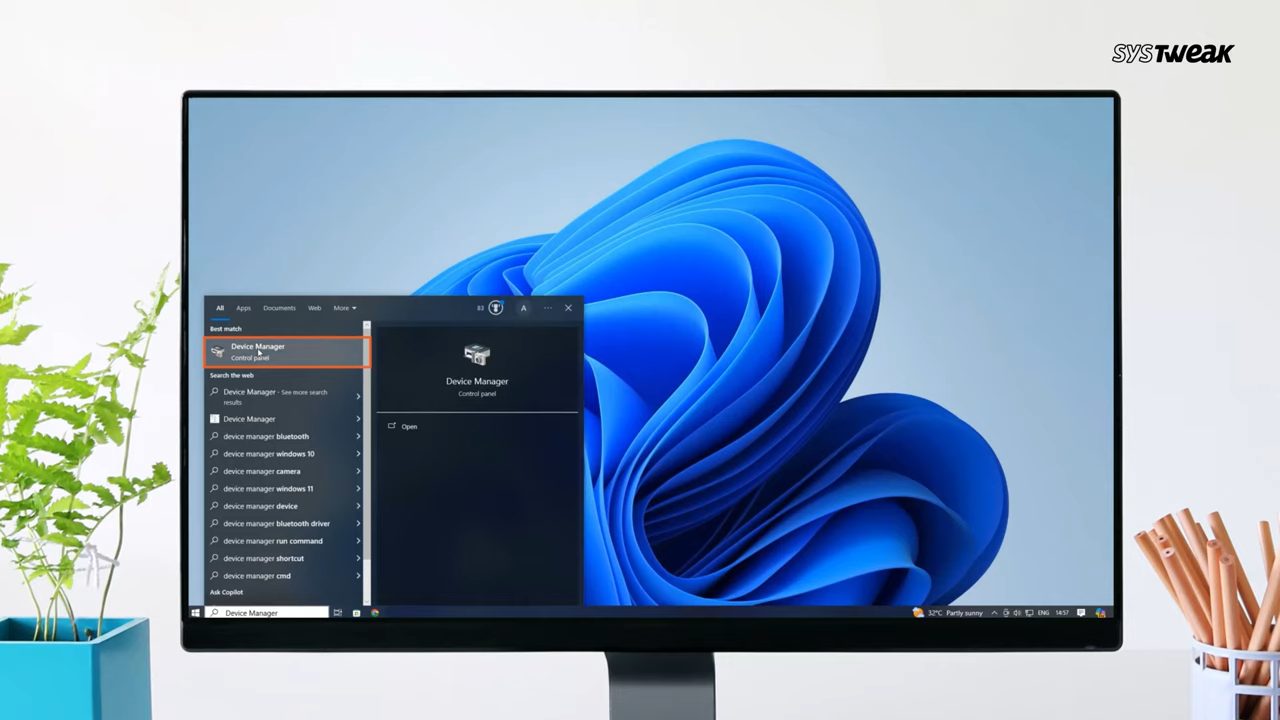 SYSTWEAK
All Apps Documents Web More 83 A ...
Best match
Device Manager
Control panel
Search the web
Device Manager - See more search
results
Device Manager
device manager bluetooth
device manager windows 10
device manager camera
device manager windows 11
device manager device
device manager bluetooth driver
device manager run command
device manager shortcut
device manager cmd
Ask Copilot
Device Manager
Control panel
Open
Device Manager
32°C Partly sunny
ENG
14:57